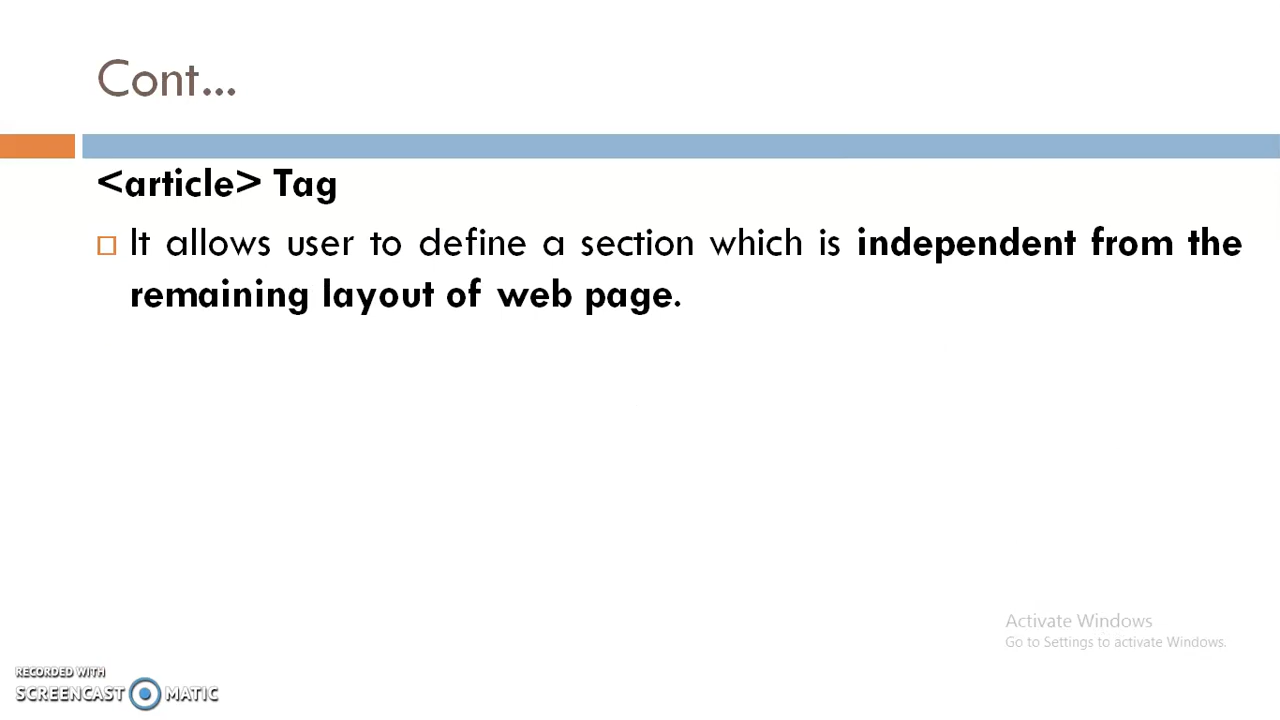 Cont...
<article> Tag
It allows user to define a section which is independent from the
remaining layout of web page.
Activate Windows
Go to Settings to activate Windows.
RECORDED WITH
SCREENCAST MATIC